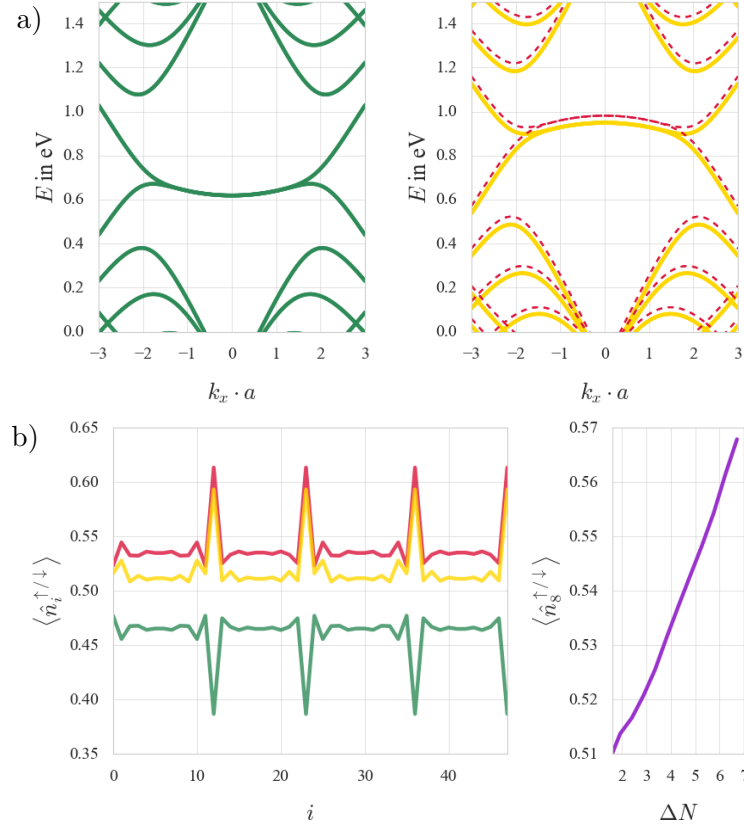 a)
1.4
1.2
1.0
0.8
0.6
0.4
0.2
0.0
E in eV
−3 −2 −1 0 1 2 3
k_x · a
1.4
1.2
1.0
0.8
0.6
0.4
0.2
0.0
E in eV
−3 −2 −1 0 1 2 3
k_x · a
b)
0.65
0.60
0.55
0.50
0.45
0.40
0.35
⟨n̂_i^↑/↓⟩
0 10 20 30 40
i
0.57
0.56
0.55
0.54
0.53
0.52
0.51
⟨n̂_8^↑/↓⟩
2 3 4 5 6 7
ΔN